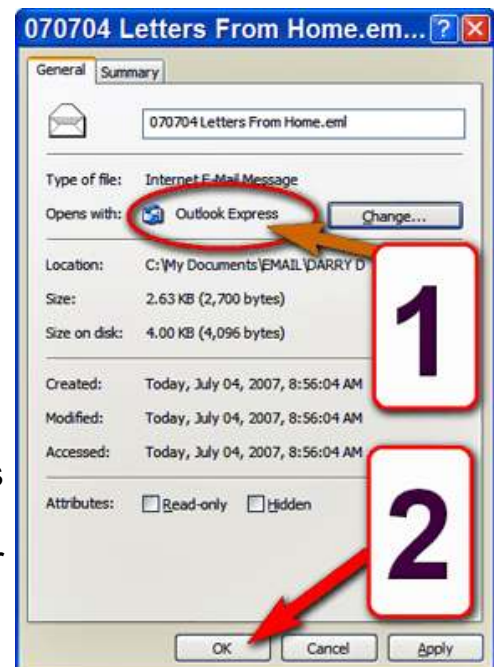 070704 Letters From Home.em...
General Summary
070704 Letters From Home.eml
Type of file: Internet E-Mail Message
Opens with: Outlook Express Change...
Location: C:\My Documents\EMAIL\DARRY D
1
Size: 2.63 KB (2,700 bytes)
Size on disk: 4.00 KB (4,096 bytes)
Created: Today, July 04, 2007, 8:56:04 AM
Modified: Today, July 04, 2007, 8:56:04 AM
Accessed: Today, July 04, 2007, 8:56:04 AM
Attributes: Read-only Hidden
2
OK Cancel Apply